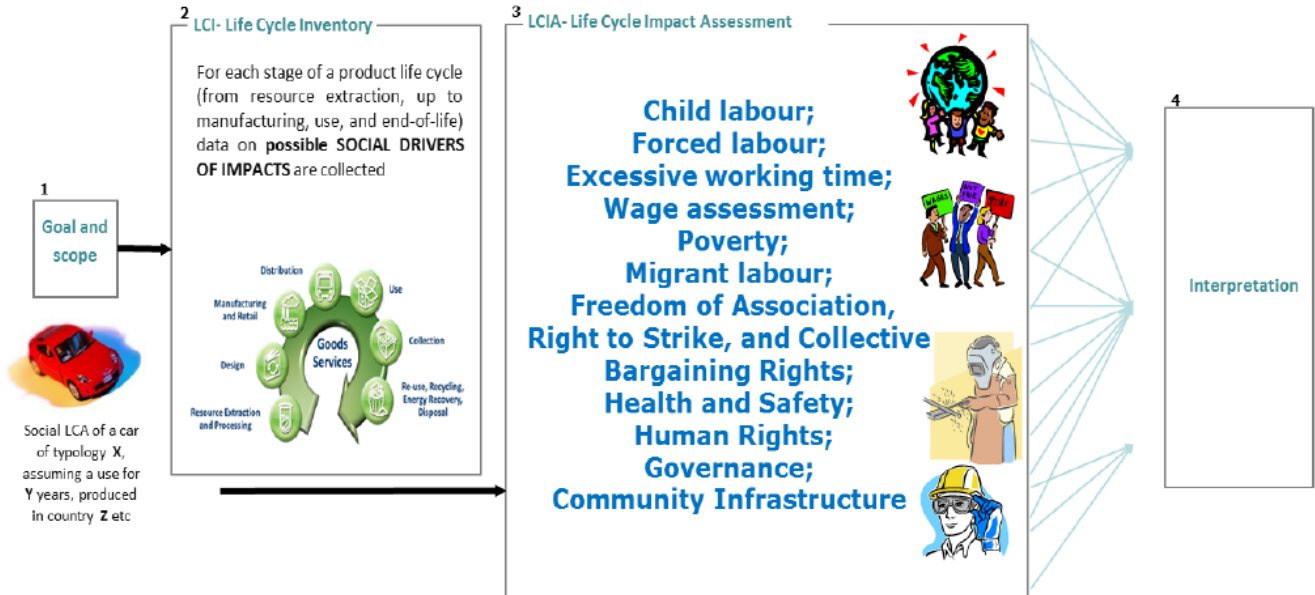 1
Goal and
scope
Social LCA of a car
of typology X,
assuming a use for
Y years, produced
in country Z etc
2
LCI- Life Cycle Inventory
For each stage of a product life cycle
(from resource extraction, up to
manufacturing, use, and end-of-life)
data on possible SOCIAL DRIVERS
OF IMPACTS are collected
Distribution
Use
Manufacturing
and Retail
Goods
Services
Collection
Design
Re-use, Recycling,
Energy Recovery,
Disposal
Resource Extraction
and Processing
3
LCIA- Life Cycle Impact Assessment
Child labour;
Forced labour;
Excessive working time;
Wage assessment;
Poverty;
Migrant labour;
Freedom of Association,
Right to Strike, and Collective
Bargaining Rights;
Health and Safety;
Human Rights;
Governance;
Community Infrastructure
WAGES
4
Interpretation